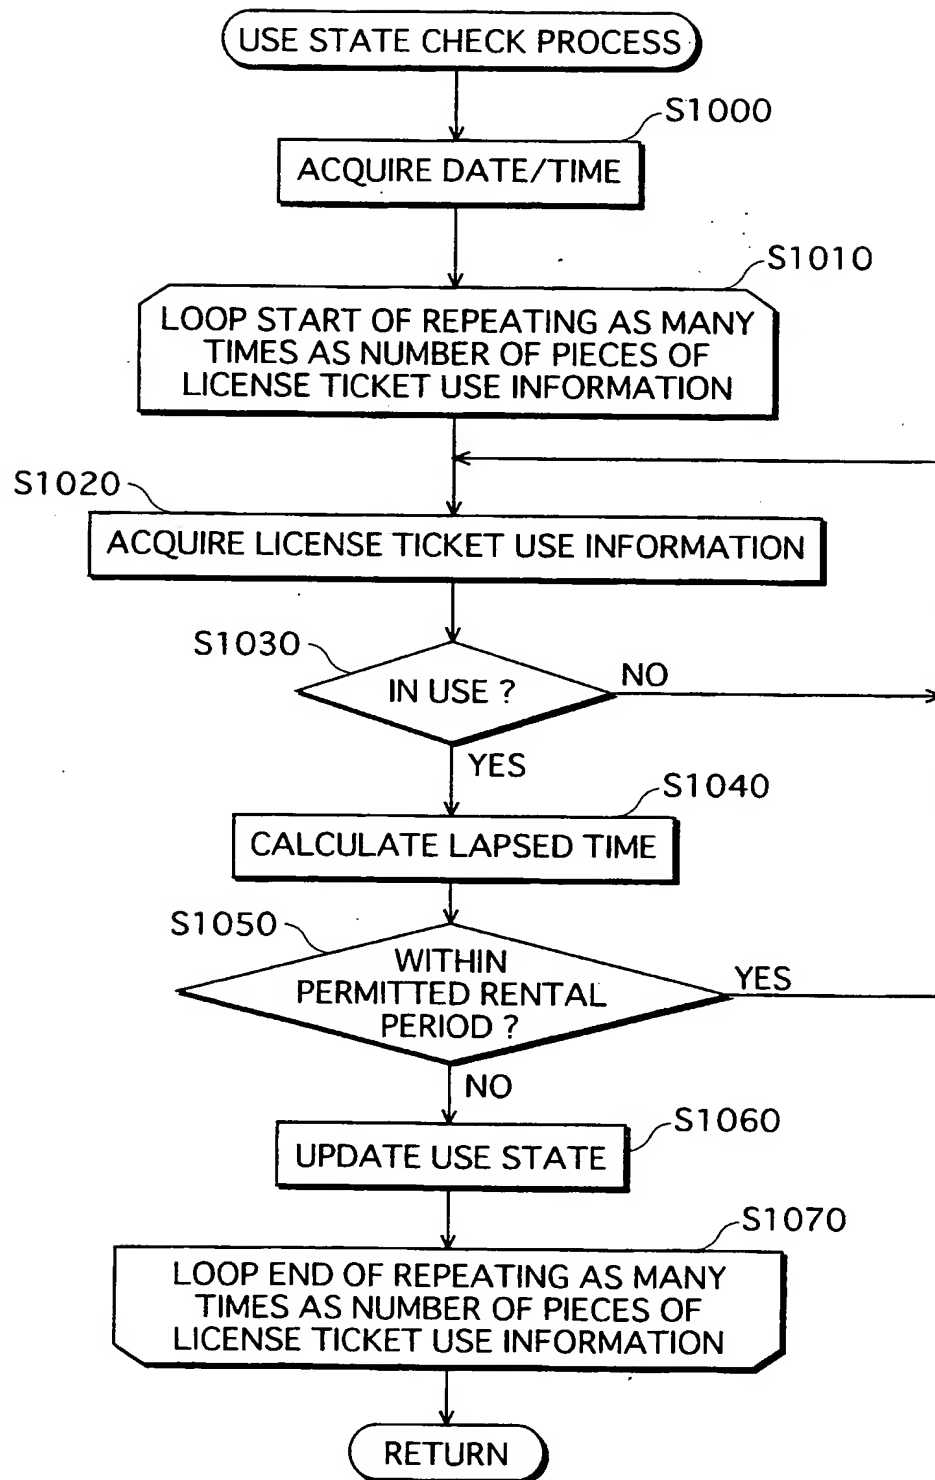 USE STATE CHECK PROCESS
S1000
ACQUIRE DATE/TIME
S1010
LOOP START OF REPEATING AS MANY
TIMES AS NUMBER OF PIECES OF
LICENSE TICKET USE INFORMATION
S1020
ACQUIRE LICENSE TICKET USE INFORMATION
S1030
IN USE ?
NO
YES
S1040
CALCULATE LAPSED TIME
S1050
WITHIN
PERMITTED RENTAL
PERIOD ?
YES
NO
S1060
UPDATE USE STATE
S1070
LOOP END OF REPEATING AS MANY
TIMES AS NUMBER OF PIECES OF
LICENSE TICKET USE INFORMATION
RETURN